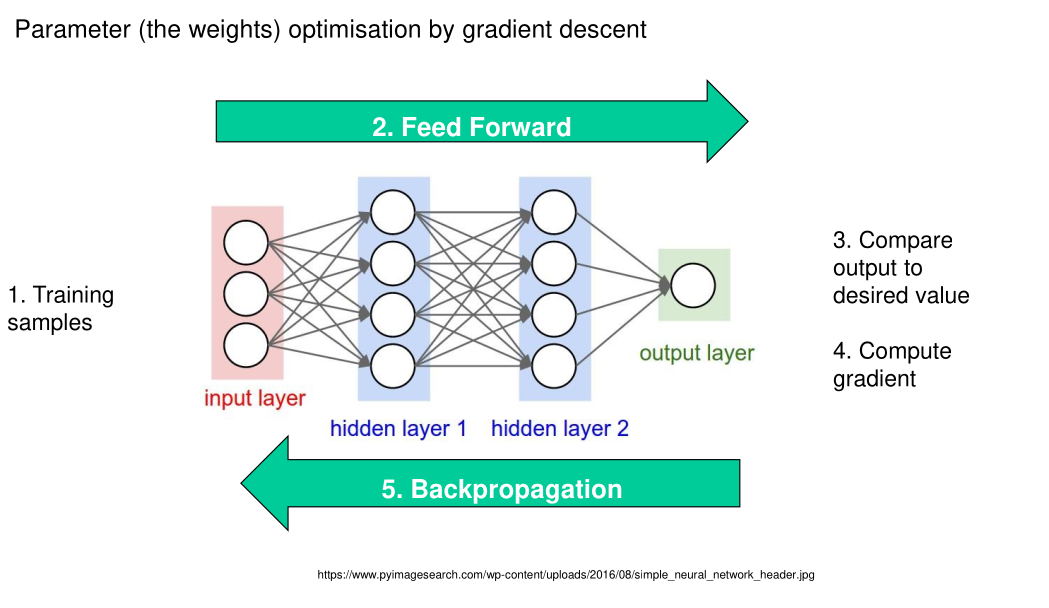 Parameter (the weights) optimisation by gradient descent
2. Feed Forward
1. Training
samples
3. Compare
output to
desired value
4. Compute
gradient
output layer
input layer
hidden layer 1
hidden layer 2
5. Backpropagation
https://www.pyimagesearch.com/wp-content/uploads/2016/08/simple_neural_network_header.jpg